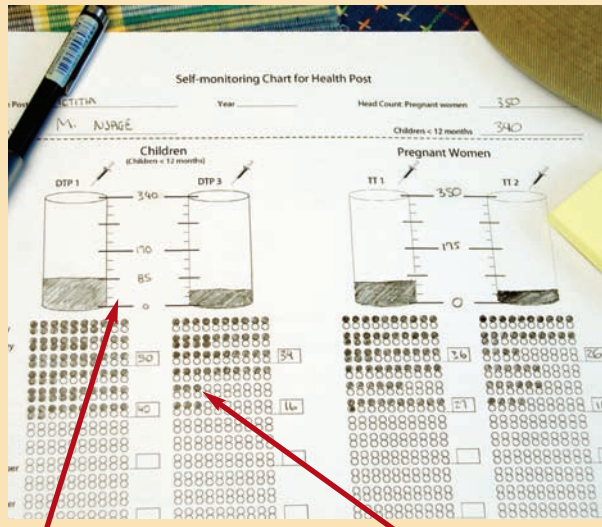 Self-monitoring Chart for Health Post
Post Year Head Count: Pregnant women 350
M. NJAGE Children < 12 months 340
Children Pregnant Women
(Children < 12 months)
DTP 1 DTP 3 TT 1 TT 2
340 350
170 175
85
0 0
50 34 36 26
40 16 27